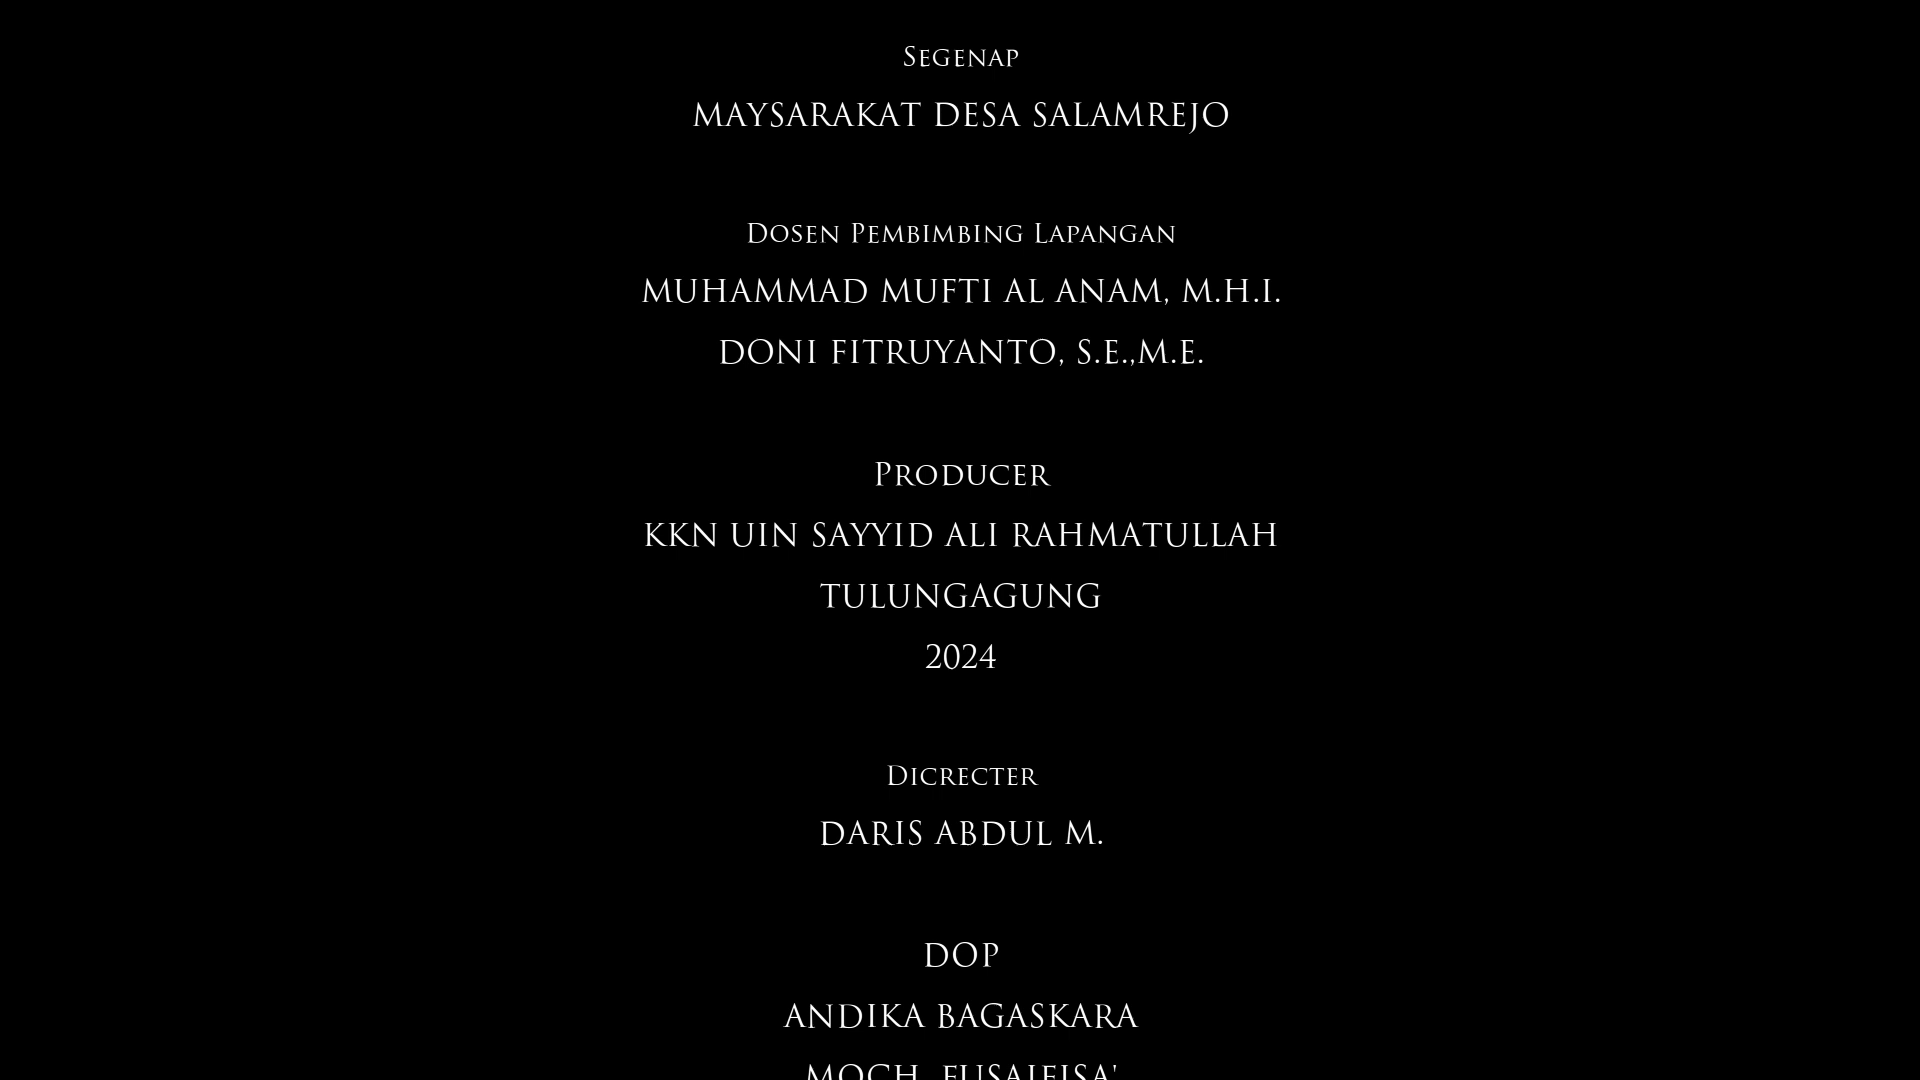 Segenap
MAYSARAKAT DESA SALAMREJO
Dosen Pembimbing Lapangan
MUHAMMAD MUFTI AL ANAM, M.H.I.
DONI FITRUYANTO, S.E.,M.E.
Producer
KKN UIN SAYYID ALI RAHMATULLAH
TULUNGAGUNG
2024
Dicrecter
DARIS ABDUL M.
DOP
ANDIKA BAGASKARA
MOCH.